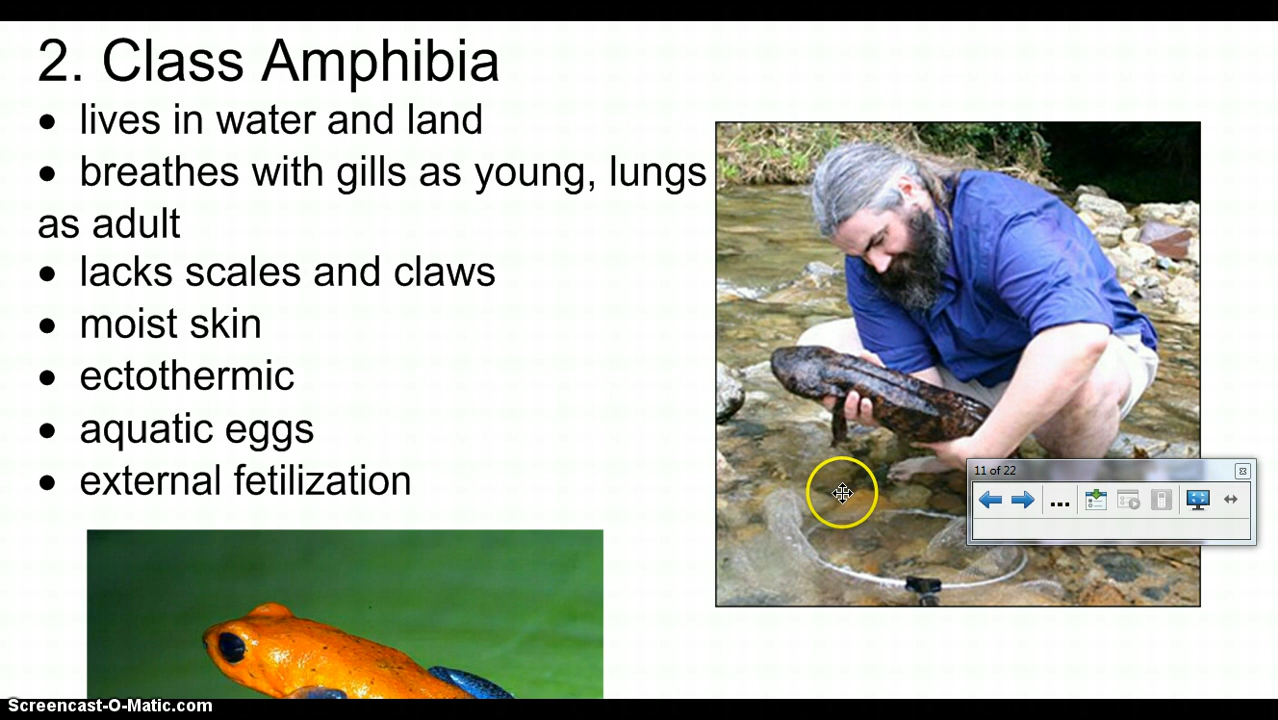 2. Class Amphibia
• lives in water and land
• breathes with gills as young, lungs
as adult
• lacks scales and claws
• moist skin
• ectothermic
• aquatic eggs
• external fetilization
11 of 22
...
Screencast-O-Matic.com